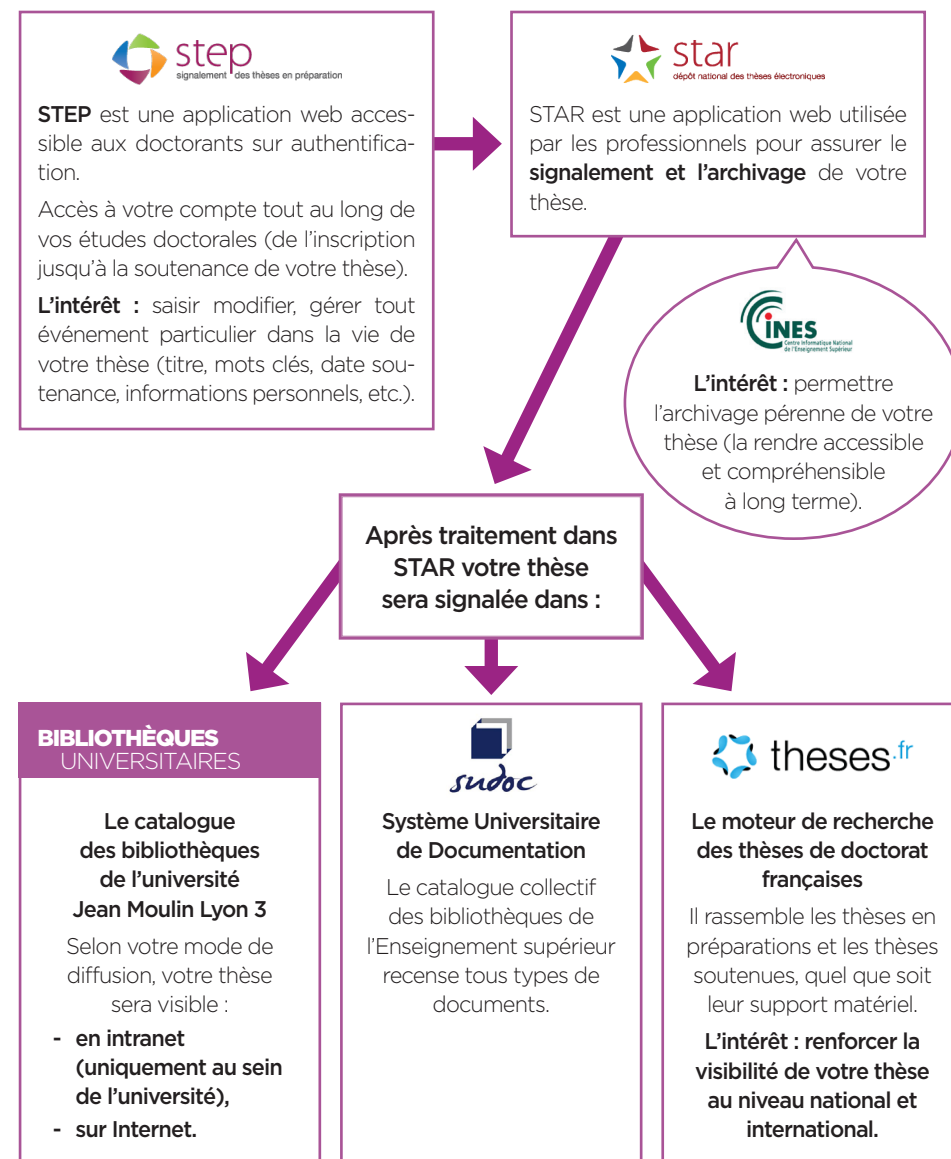 step
signalement des thèses en préparation
STEP est une application web acces-
sible aux doctorants sur authentifica-
tion.
Accès à votre compte tout au long de
vos études doctorales (de l'inscription
jusqu'à la soutenance de votre thèse).
L'intérêt : saisir modifier, gérer tout
événement particulier dans la vie de
votre thèse (titre, mots clés, date sou-
tenance, informations personnels, etc.).
star
dépôt national des thèses électroniques
STAR est une application web utilisée
par les professionnels pour assurer le
signalement et l'archivage de votre
thèse.
CINES
Centre Informatique National
de l'Enseignement Supérieur
L'intérêt : permettre
l'archivage pérenne de votre
thèse (la rendre accessible
et compréhensible
à long terme).
Après traitement dans
STAR votre thèse
sera signalée dans :
BIBLIOTHÈQUES
UNIVERSITAIRES
Le catalogue
des bibliothèques
de l'université
Jean Moulin Lyon 3
Selon votre mode de
diffusion, votre thèse
sera visible :
- en intranet
(uniquement au sein
de l'université),
- sur Internet.
sudoc
Système Universitaire
de Documentation
Le catalogue collectif
des bibliothèques de
l'Enseignement supérieur
recense tous types de
documents.
theses.fr
Le moteur de recherche
des thèses de doctorat
françaises
Il rassemble les thèses en
préparations et les thèses
soutenues, quel que soit
leur support matériel.
L'intérêt : renforcer la
visibilité de votre thèse
au niveau national et
international.